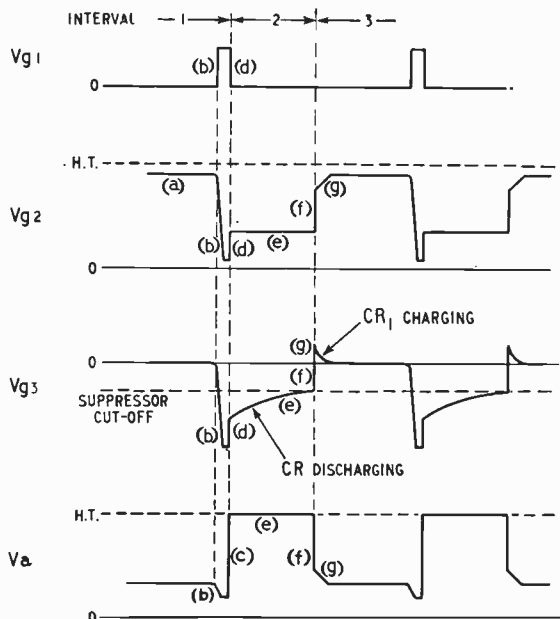 INTERVAL 1 2 3
Vg1 (b) (d)
0
H.T.
(a)
Vg2 (f) (g)
(b) (d) (e)
0
CR1 CHARGING
(g)
0
Vg3 (f)
SUPPRESSOR CUT-OFF (e)
(b) (d)
CR DISCHARGING
H.T.
(e)
Va (c) (f) (g)
(b)
0